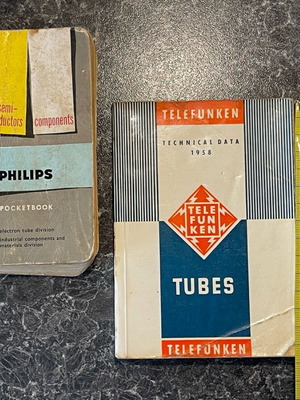 semi-
ductors
components
PHILIPS
POCKETBOOK
electron tube division
industrial components and
materials division
TELEFUNKEN
TECHNICAL DATA
1958
TELE
FUN
KEN
TUBES
TELEFUNKEN